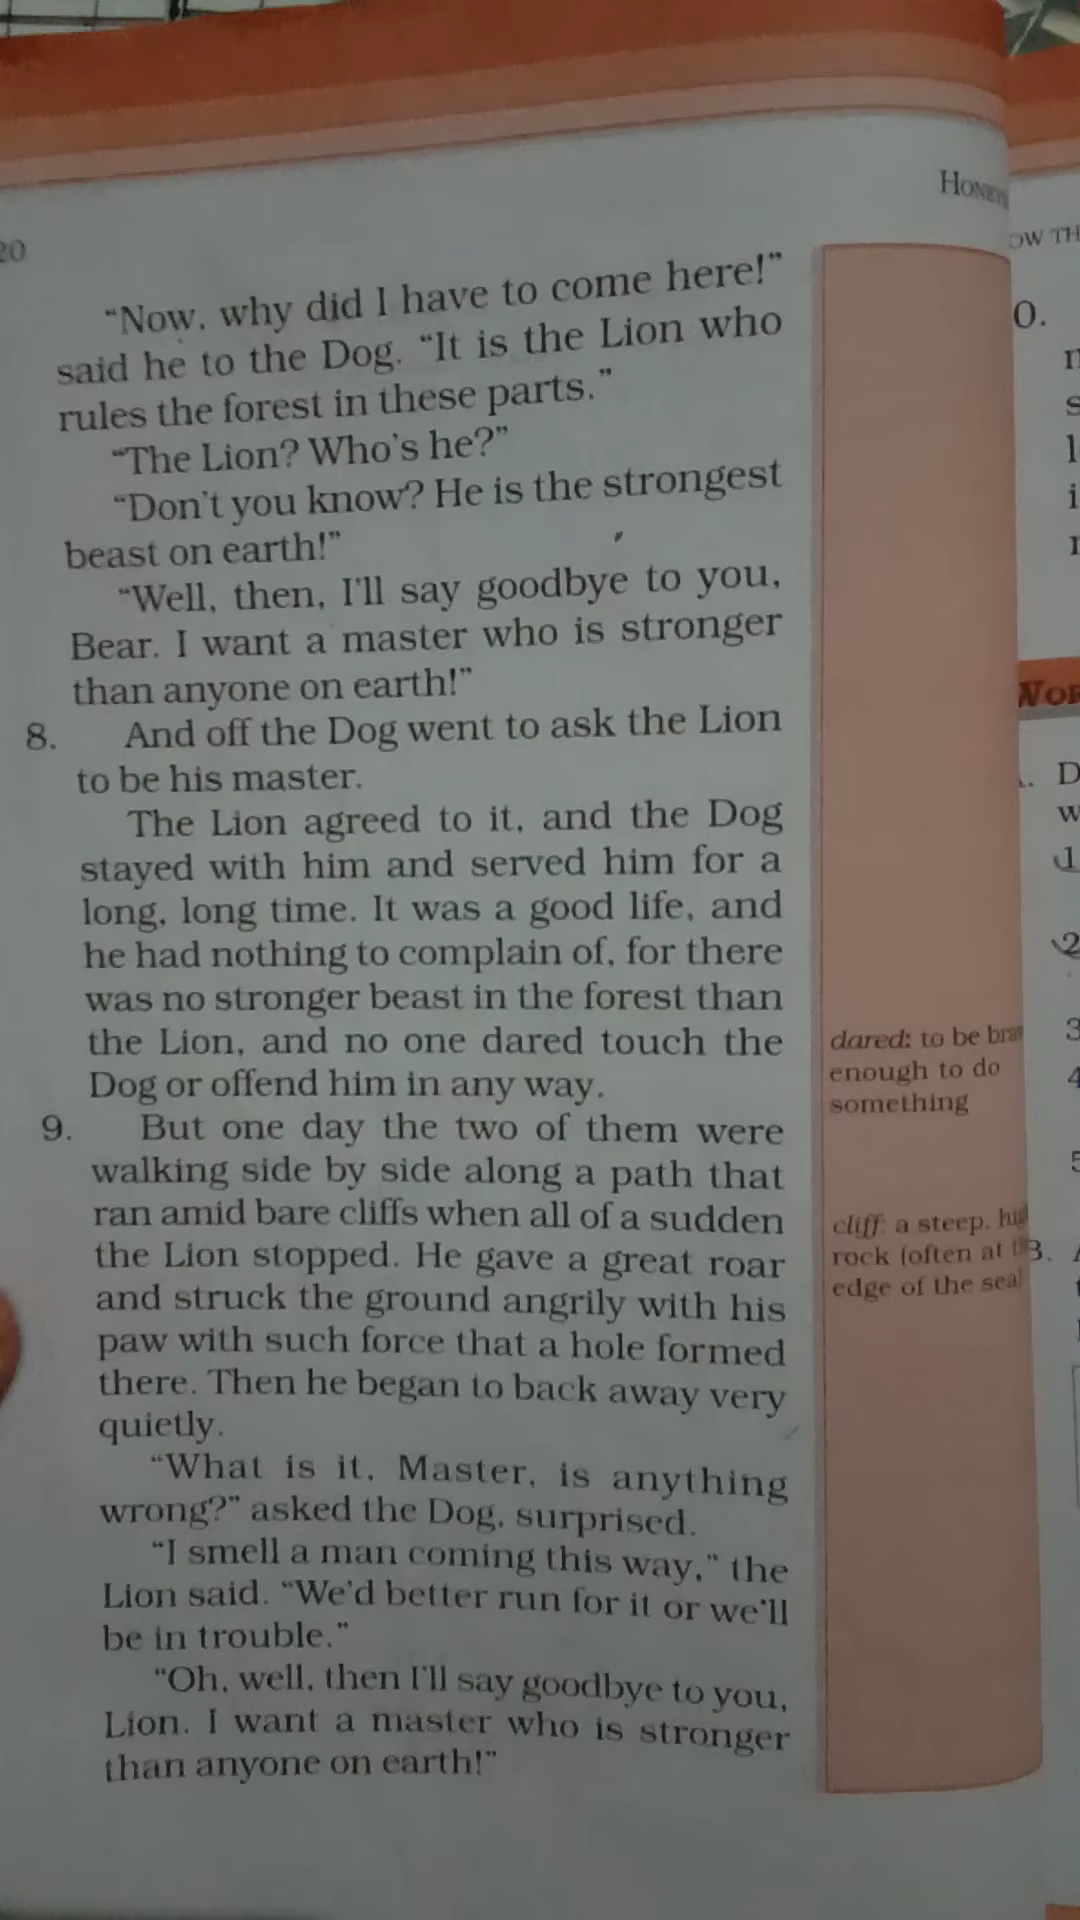 20
"Now, why did I have to come here!"
said he to the Dog. "It is the Lion who
rules the forest in these parts."
"The Lion? Who's he?"
"Don't you know? He is the strongest
beast on earth!"
"Well, then, I'll say goodbye to you,
Bear. I want a master who is stronger
than anyone on earth!"
8. And off the Dog went to ask the Lion
to be his master.
The Lion agreed to it, and the Dog
stayed with him and served him for a
long, long time. It was a good life, and
he had nothing to complain of, for there
was no stronger beast in the forest than
the Lion, and no one dared touch the
Dog or offend him in any way.
9. But one day the two of them were
walking side by side along a path that
ran amid bare cliffs when all of a sudden
the Lion stopped. He gave a great roar
and struck the ground angrily with his
paw with such force that a hole formed
there. Then he began to back away very
quietly.
"What is it, Master, is anything
wrong?" asked the Dog, surprised.
"I smell a man coming this way," the
Lion said. "We'd better run for it or we'll
be in trouble."
"Oh, well, then I'll say goodbye to you,
Lion. I want a master who is stronger
than anyone on earth!"
dared: to be
enough to do
something
cliff: a steep,
rock (often at
edge of the sea